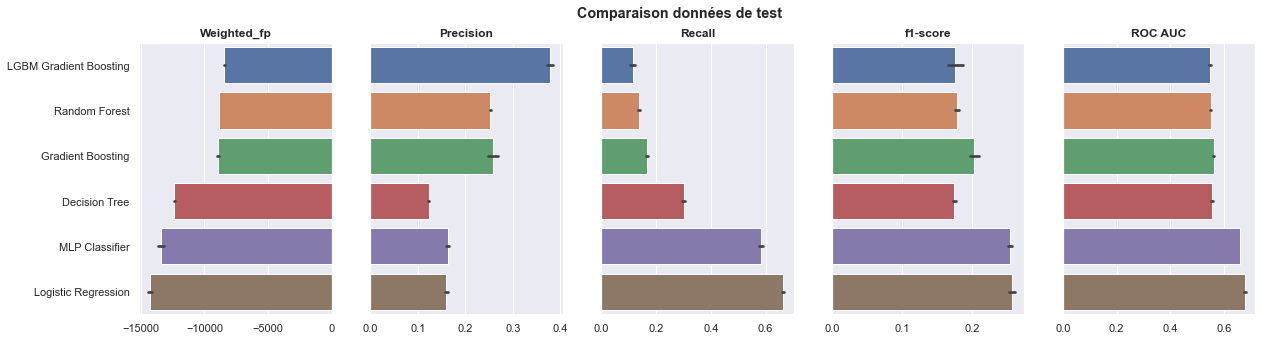 Comparaison données de test
Weighted_fp
Precision
Recall
f1-score
ROC AUC
LGBM Gradient Boosting
Random Forest
Gradient Boosting
Decision Tree
MLP Classifier
Logistic Regression
−15000 −10000 −5000 0
0.0 0.1 0.2 0.3 0.4
0.0 0.2 0.4 0.6
0.0 0.1 0.2
0.0 0.2 0.4 0.6